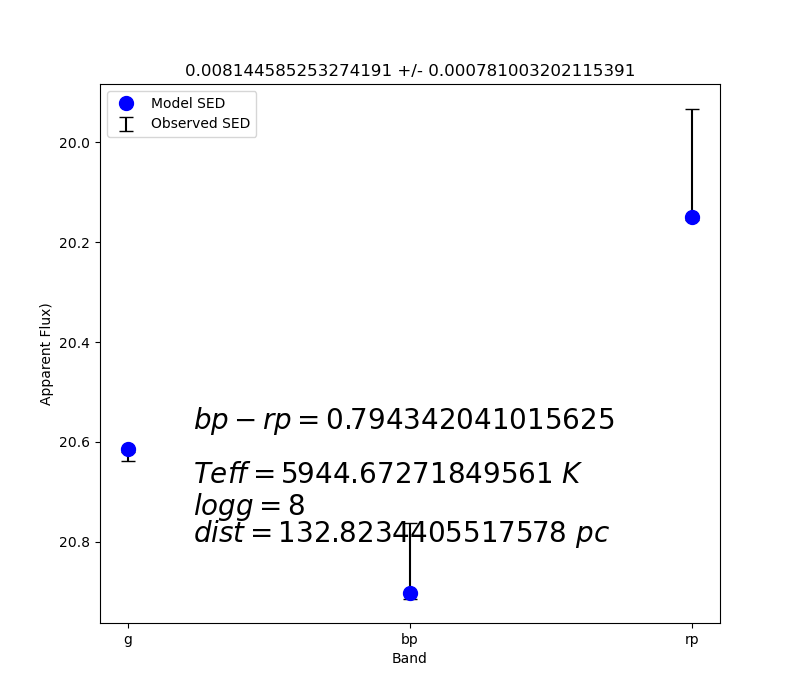 0.008144585253274191 +/- 0.000781003202115391
Model SED
Observed SED
20.0
20.2
20.4
20.6
20.8
Apparent Flux)
bp − rp = 0.794342041015625
Teff = 5944.67271849561 K
logg = 8
dist = 132.8234405517578 pc
g
bp
rp
Band